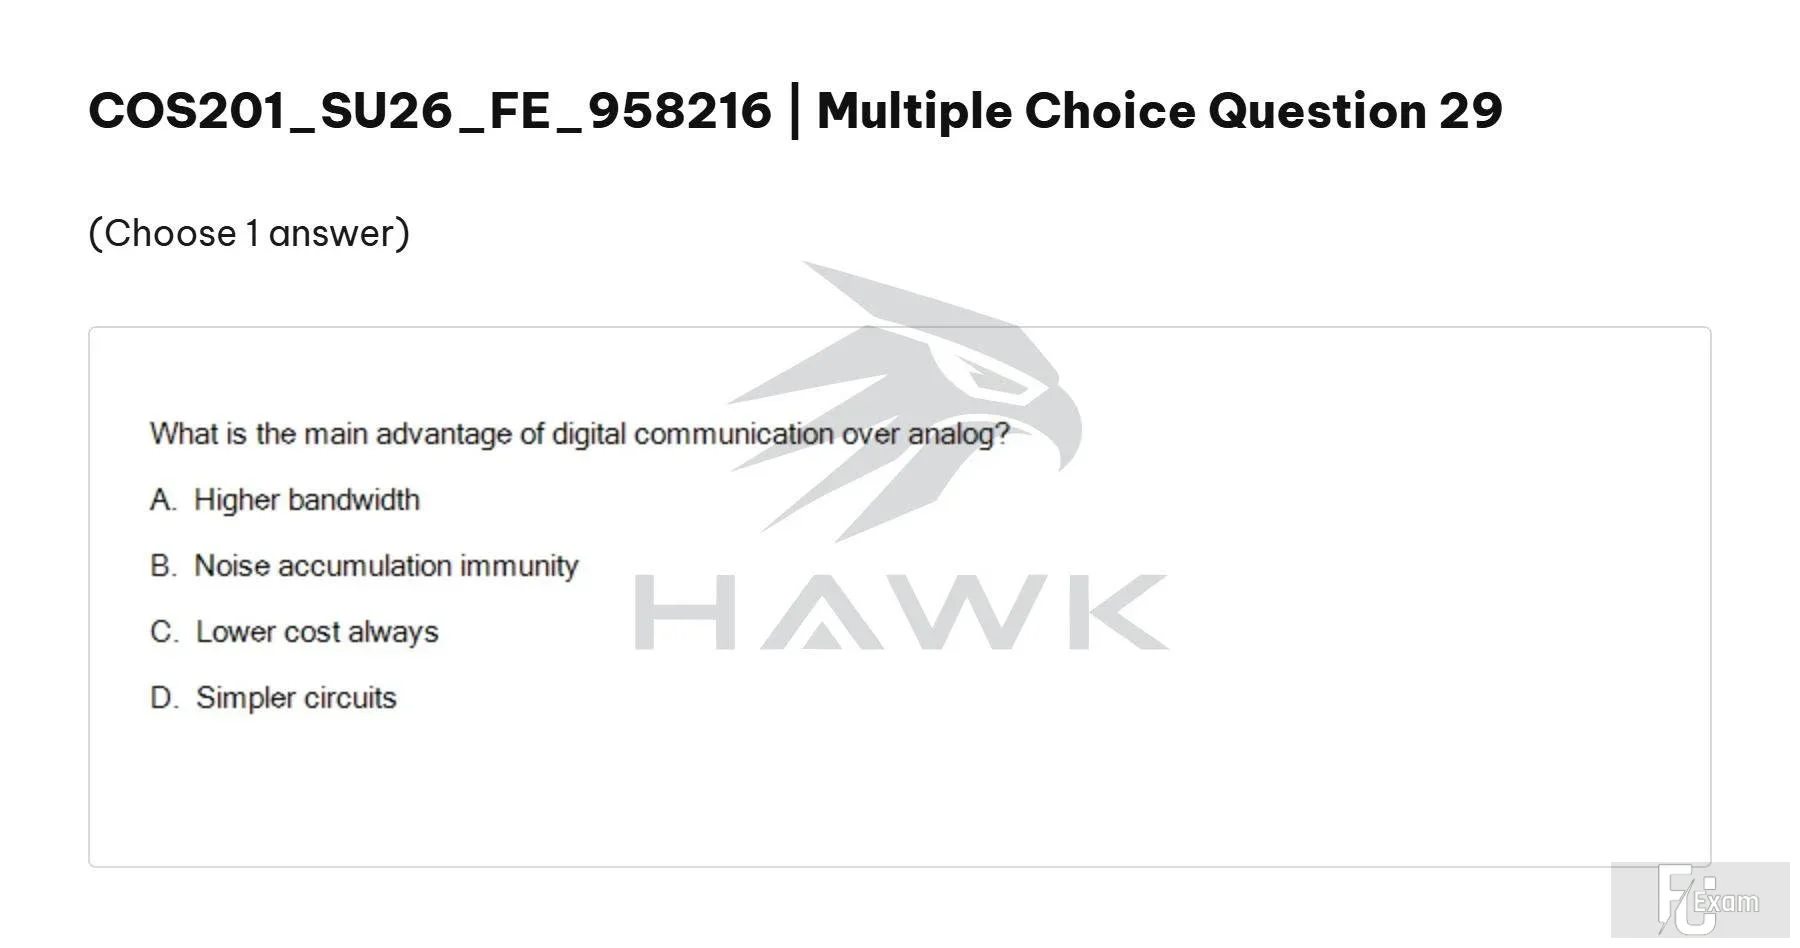 COS201_SU26_FE_958216 | Multiple Choice Question 29
(Choose 1 answer)
What is the main advantage of digital communication over analog?
A. Higher bandwidth
B. Noise accumulation immunity
HAWK
C. Lower cost always
D. Simpler circuits
FU Exam